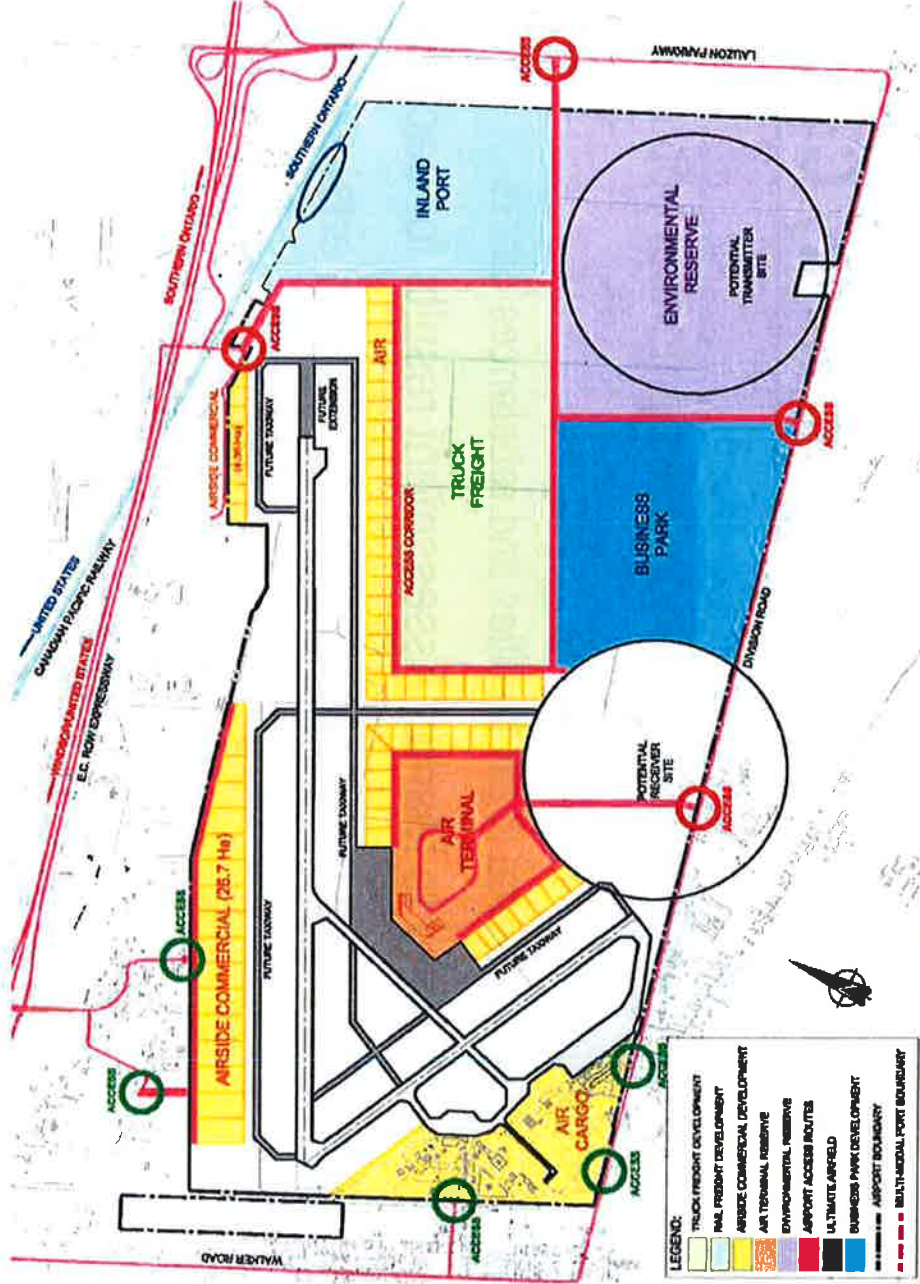 UNITED STATES
CANADIAN PACIFIC RAILWAY
WINDSOR/UNITED STATES
E.C. ROW EXPRESSWAY
SOUTHERN ONTARIO
SOUTHERN ONTARIO
LAUZON PARKWAY
WALKER ROAD
DIVISION ROAD
ACCESS
ACCESS
ACCESS
ACCESS
ACCESS
ACCESS
ACCESS
ACCESS
ACCESS
AIRSIDE COMMERCIAL (26.7 Ha)
AIRSIDE COMMERCIAL
FUTURE TAXIWAY
FUTURE TAXIWAY
FUTURE TAXIWAY
FUTURE TAXIWAY
FUTURE
EXTENSION
AIR
ACCESS CORRIDOR
INLAND
PORT
TRUCK
FREIGHT
ENVIRONMENTAL
RESERVE
POTENTIAL
TRANSMITTER
SITE
BUSINESS
PARK
AIR
TERMINAL
POTENTIAL
RECEIVER
SITE
AIR
CARGO
LEGEND:
TRUCK FREIGHT DEVELOPMENT
RAIL FREIGHT DEVELOPMENT
AIRSIDE COMMERCIAL DEVELOPMENT
AIR TERMINAL RESERVE
ENVIRONMENTAL RESERVE
AIRPORT ACCESS ROUTES
ULTIMATE AIRFIELD
BUSINESS PARK DEVELOPMENT
AIRPORT BOUNDARY
MULTI-MODAL PORT BOUNDARY